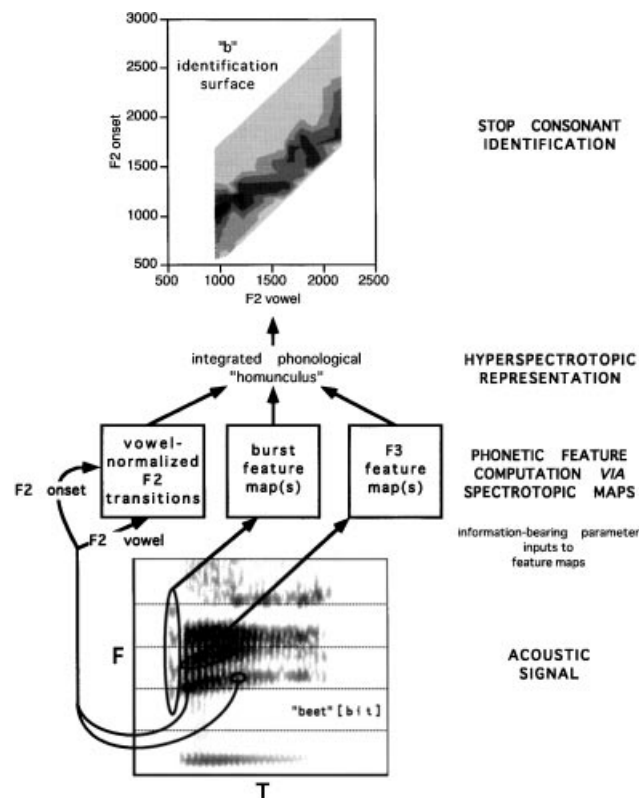 3000
"b"
identification
surface
2500
2000
1500
1000
500
F2 onset
500 1000 1500 2000 2500
F2 vowel
STOP CONSONANT
IDENTIFICATION
integrated phonological
"homunculus"
HYPERSPECTROTOPIC
REPRESENTATION
vowel-
normalized
F2
transitions
burst
feature
map(s)
F3
feature
map(s)
PHONETIC FEATURE
COMPUTATION VIA
SPECTROTOPIC MAPS
F2 onset
F2 vowel
information-bearing parameter
inputs to
feature maps
F
ACOUSTIC
SIGNAL
"beet" [bit]
T